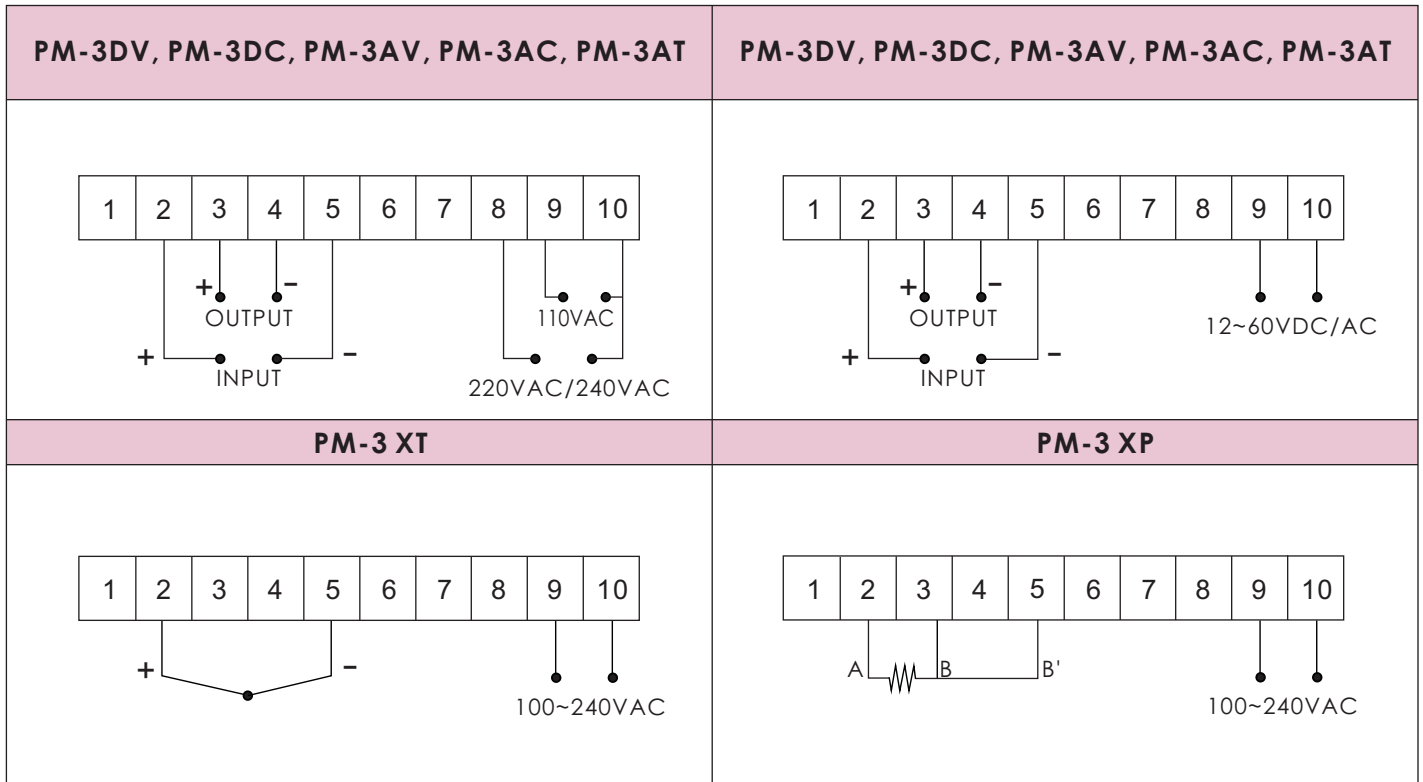 PM-3DV, PM-3DC, PM-3AV, PM-3AC, PM-3AT
1 2 3 4 5 6 7 8 9 10
+ -
OUTPUT
110VAC
+ -
INPUT
220VAC/240VAC
PM-3DV, PM-3DC, PM-3AV, PM-3AC, PM-3AT
1 2 3 4 5 6 7 8 9 10
+ -
OUTPUT
12~60VDC/AC
+ -
INPUT
PM-3 XT
1 2 3 4 5 6 7 8 9 10
+ -
100~240VAC
PM-3 XP
1 2 3 4 5 6 7 8 9 10
A B B'
100~240VAC